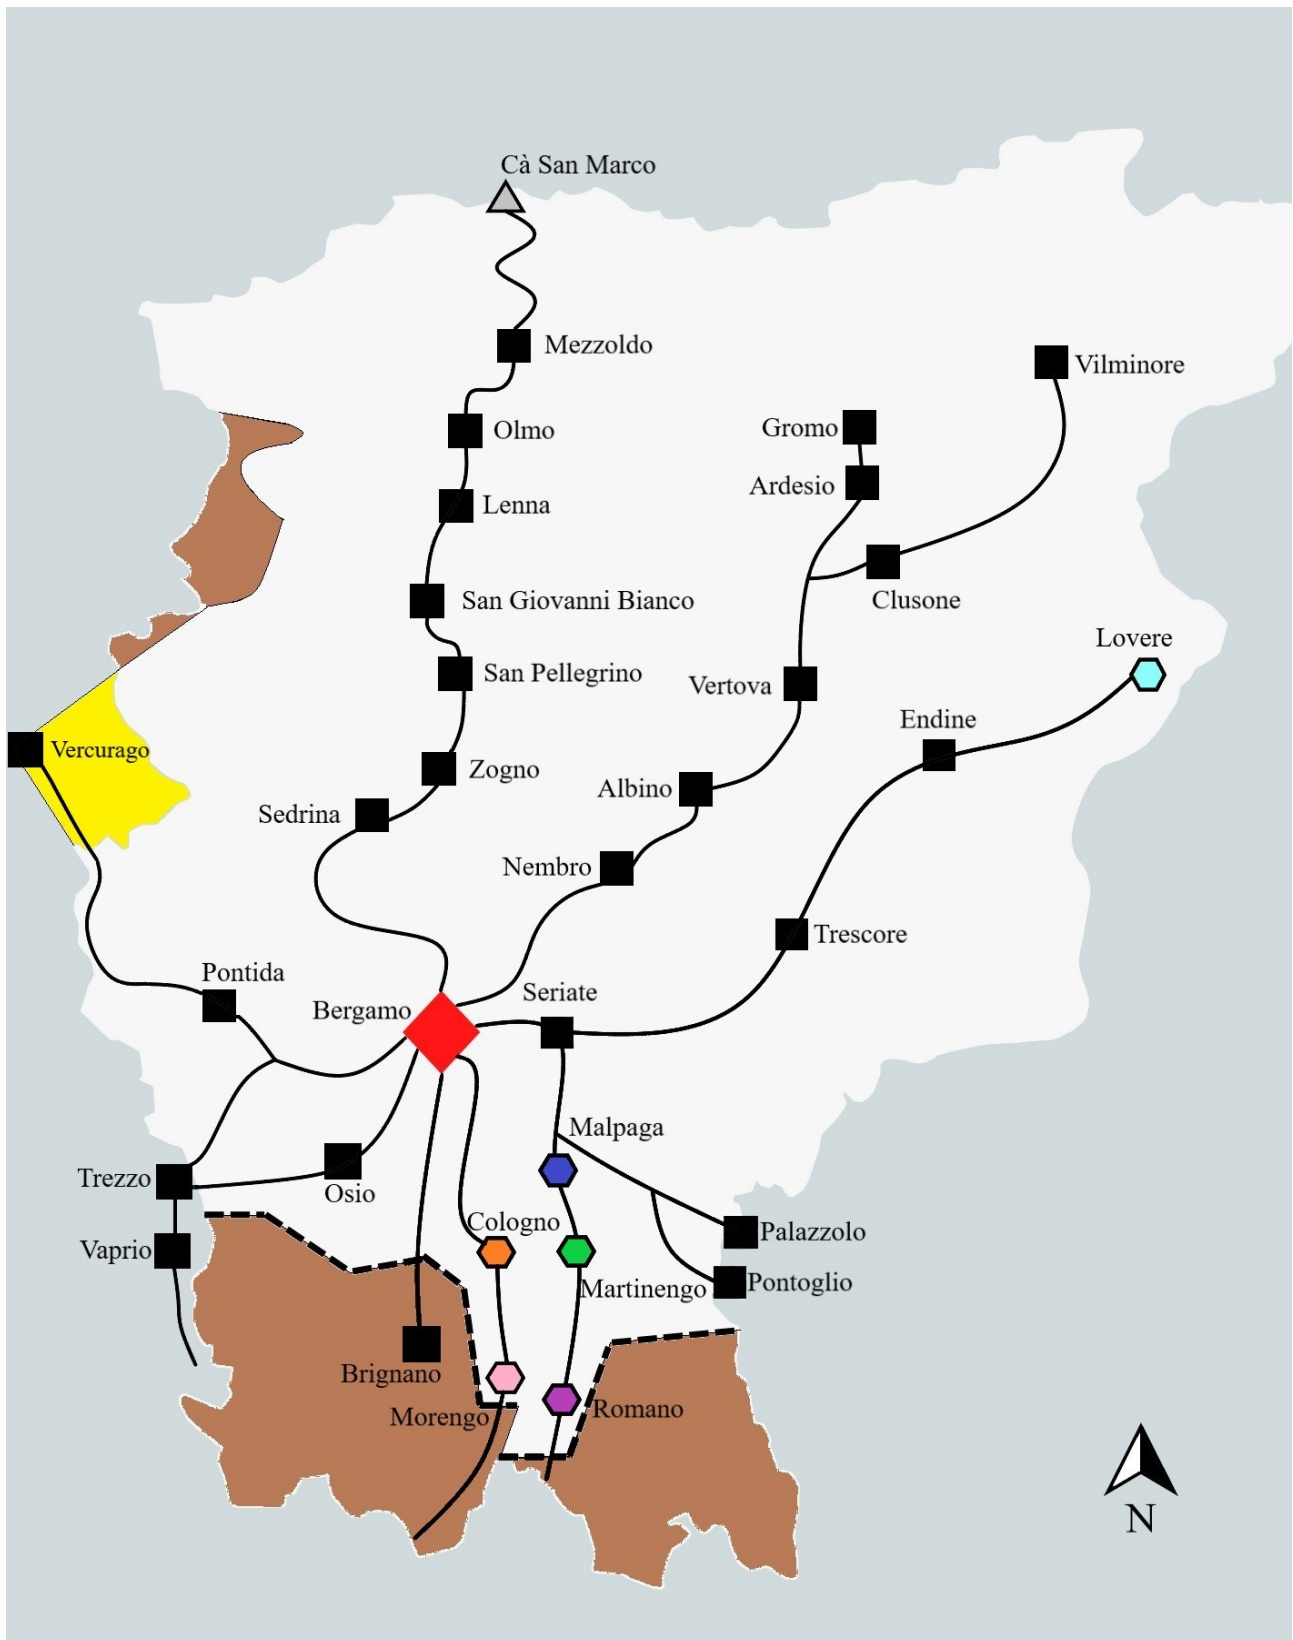 Cà San Marco
Mezzoldo
Vilminore
Gromo
Olmo
Ardesio
Lenna
San Giovanni Bianco
Clusone
Lovere
San Pellegrino
Vertova
Endine
Vercurago
Zogno
Albino
Sedrina
Nembro
Trescore
Pontida
Seriate
Bergamo
Malpaga
Trezzo
Osio
Cologno
Palazzolo
Vaprio
Martinengo
Pontoglio
Brignano
Morengo
Romano
N